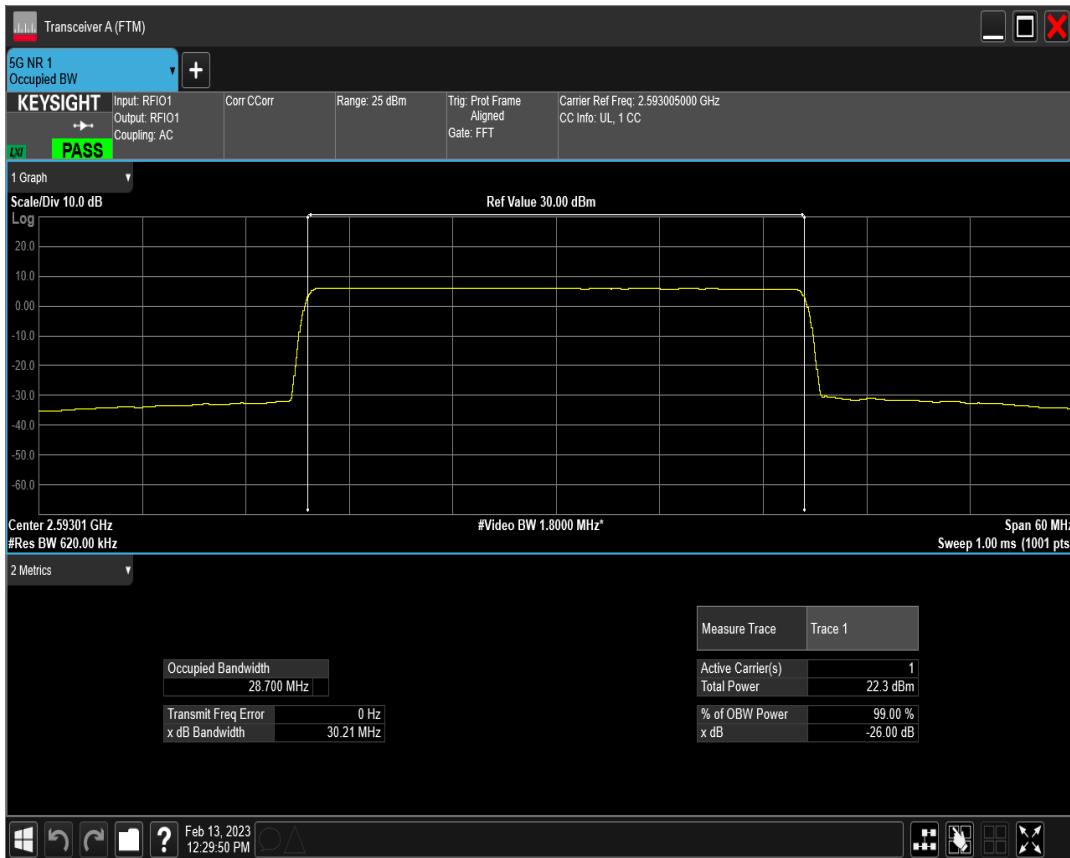 Transceiver A (FTM)
5G NR 1
Occupied BW
+
KEYSIGHT
LXI
PASS
Input: RFIO1
Output: RFIO1
Coupling: AC
Corr CCorr
Range: 25 dBm
Trig: Prot Frame
Aligned
Gate: FFT
Carrier Ref Freq: 2.593005000 GHz
CC Info: UL, 1 CC
1 Graph
Scale/Div 10.0 dB
Ref Value 30.00 dBm
Log
20.0
10.0
0.00
-10.0
-20.0
-30.0
-40.0
-50.0
-60.0
Center 2.59301 GHz
#Video BW 1.8000 MHz*
Span 60 MHz
#Res BW 620.00 kHz
Sweep 1.00 ms (1001 pts
2 Metrics
Measure Trace Trace 1
Occupied Bandwidth
28.700 MHz
Transmit Freq Error 0 Hz
x dB Bandwidth 30.21 MHz
Active Carrier(s) 1
Total Power 22.3 dBm
% of OBW Power 99.00 %
x dB -26.00 dB
?
Feb 13, 2023
12:29:50 PM